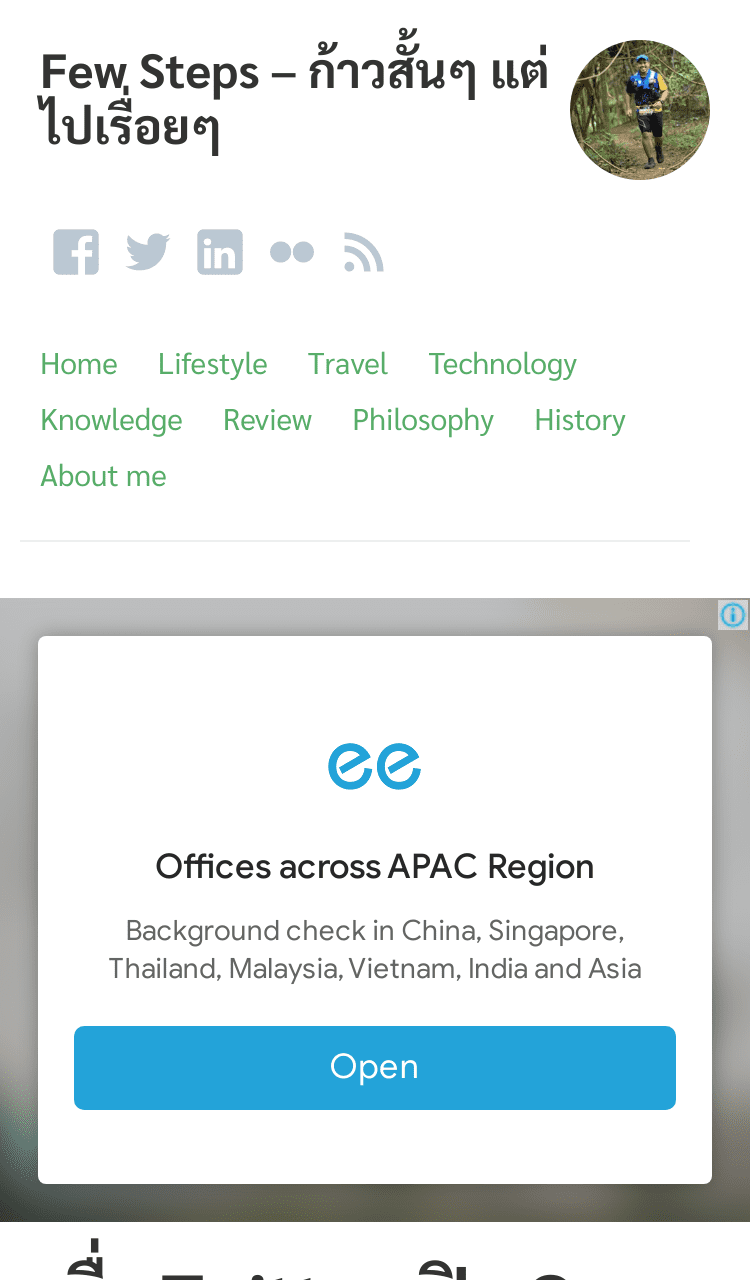 Few Steps – ก้าวสั้นๆ แต่
ไปเรื่อยๆ
Home Lifestyle Travel Technology
Knowledge Review Philosophy History
About me
ee
Offices across APAC Region
Background check in China, Singapore,
Thailand, Malaysia, Vietnam, India and Asia
Open